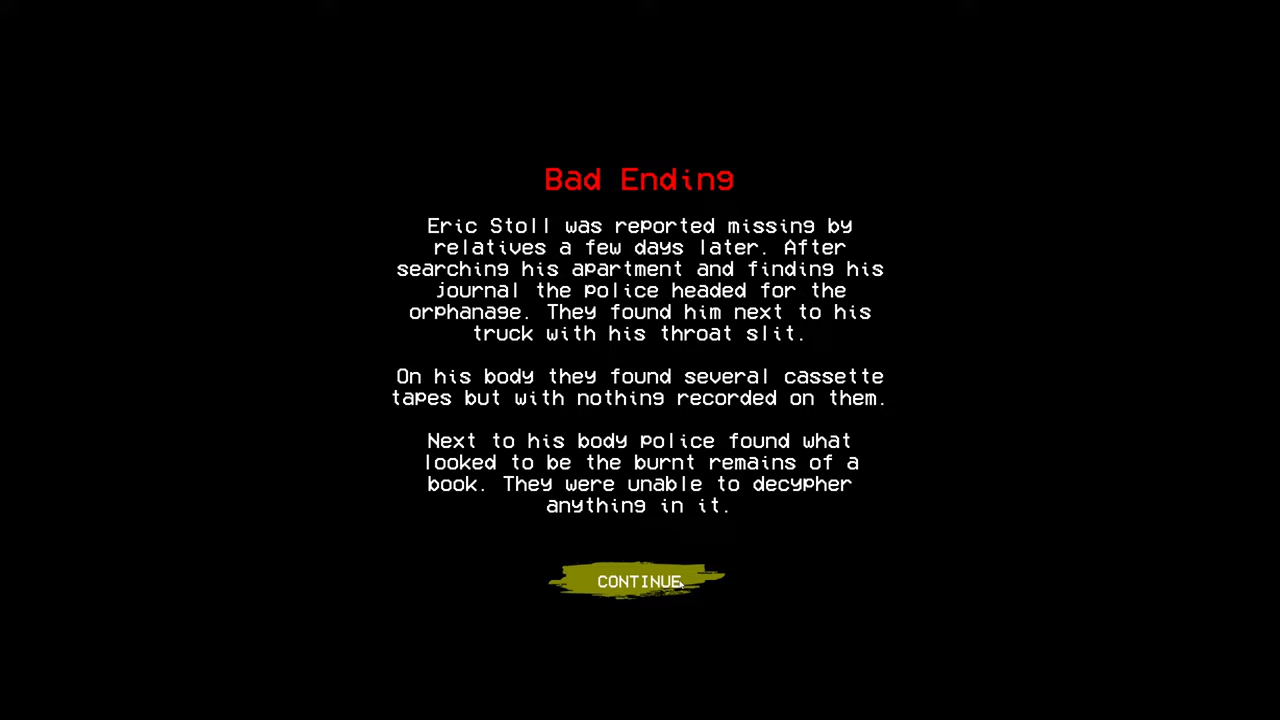 Bad Ending
Eric Stoll was reported missing by
relatives a few days later. After
searching his apartment and finding his
journal the police headed for the
orphanage. They found him next to his
truck with his throat slit.
On his body they found several cassette
tapes but with nothing recorded on them.
Next to his body police found what
looked to be the burnt remains of a
book. They were unable to decypher
anything in it.
CONTINUE